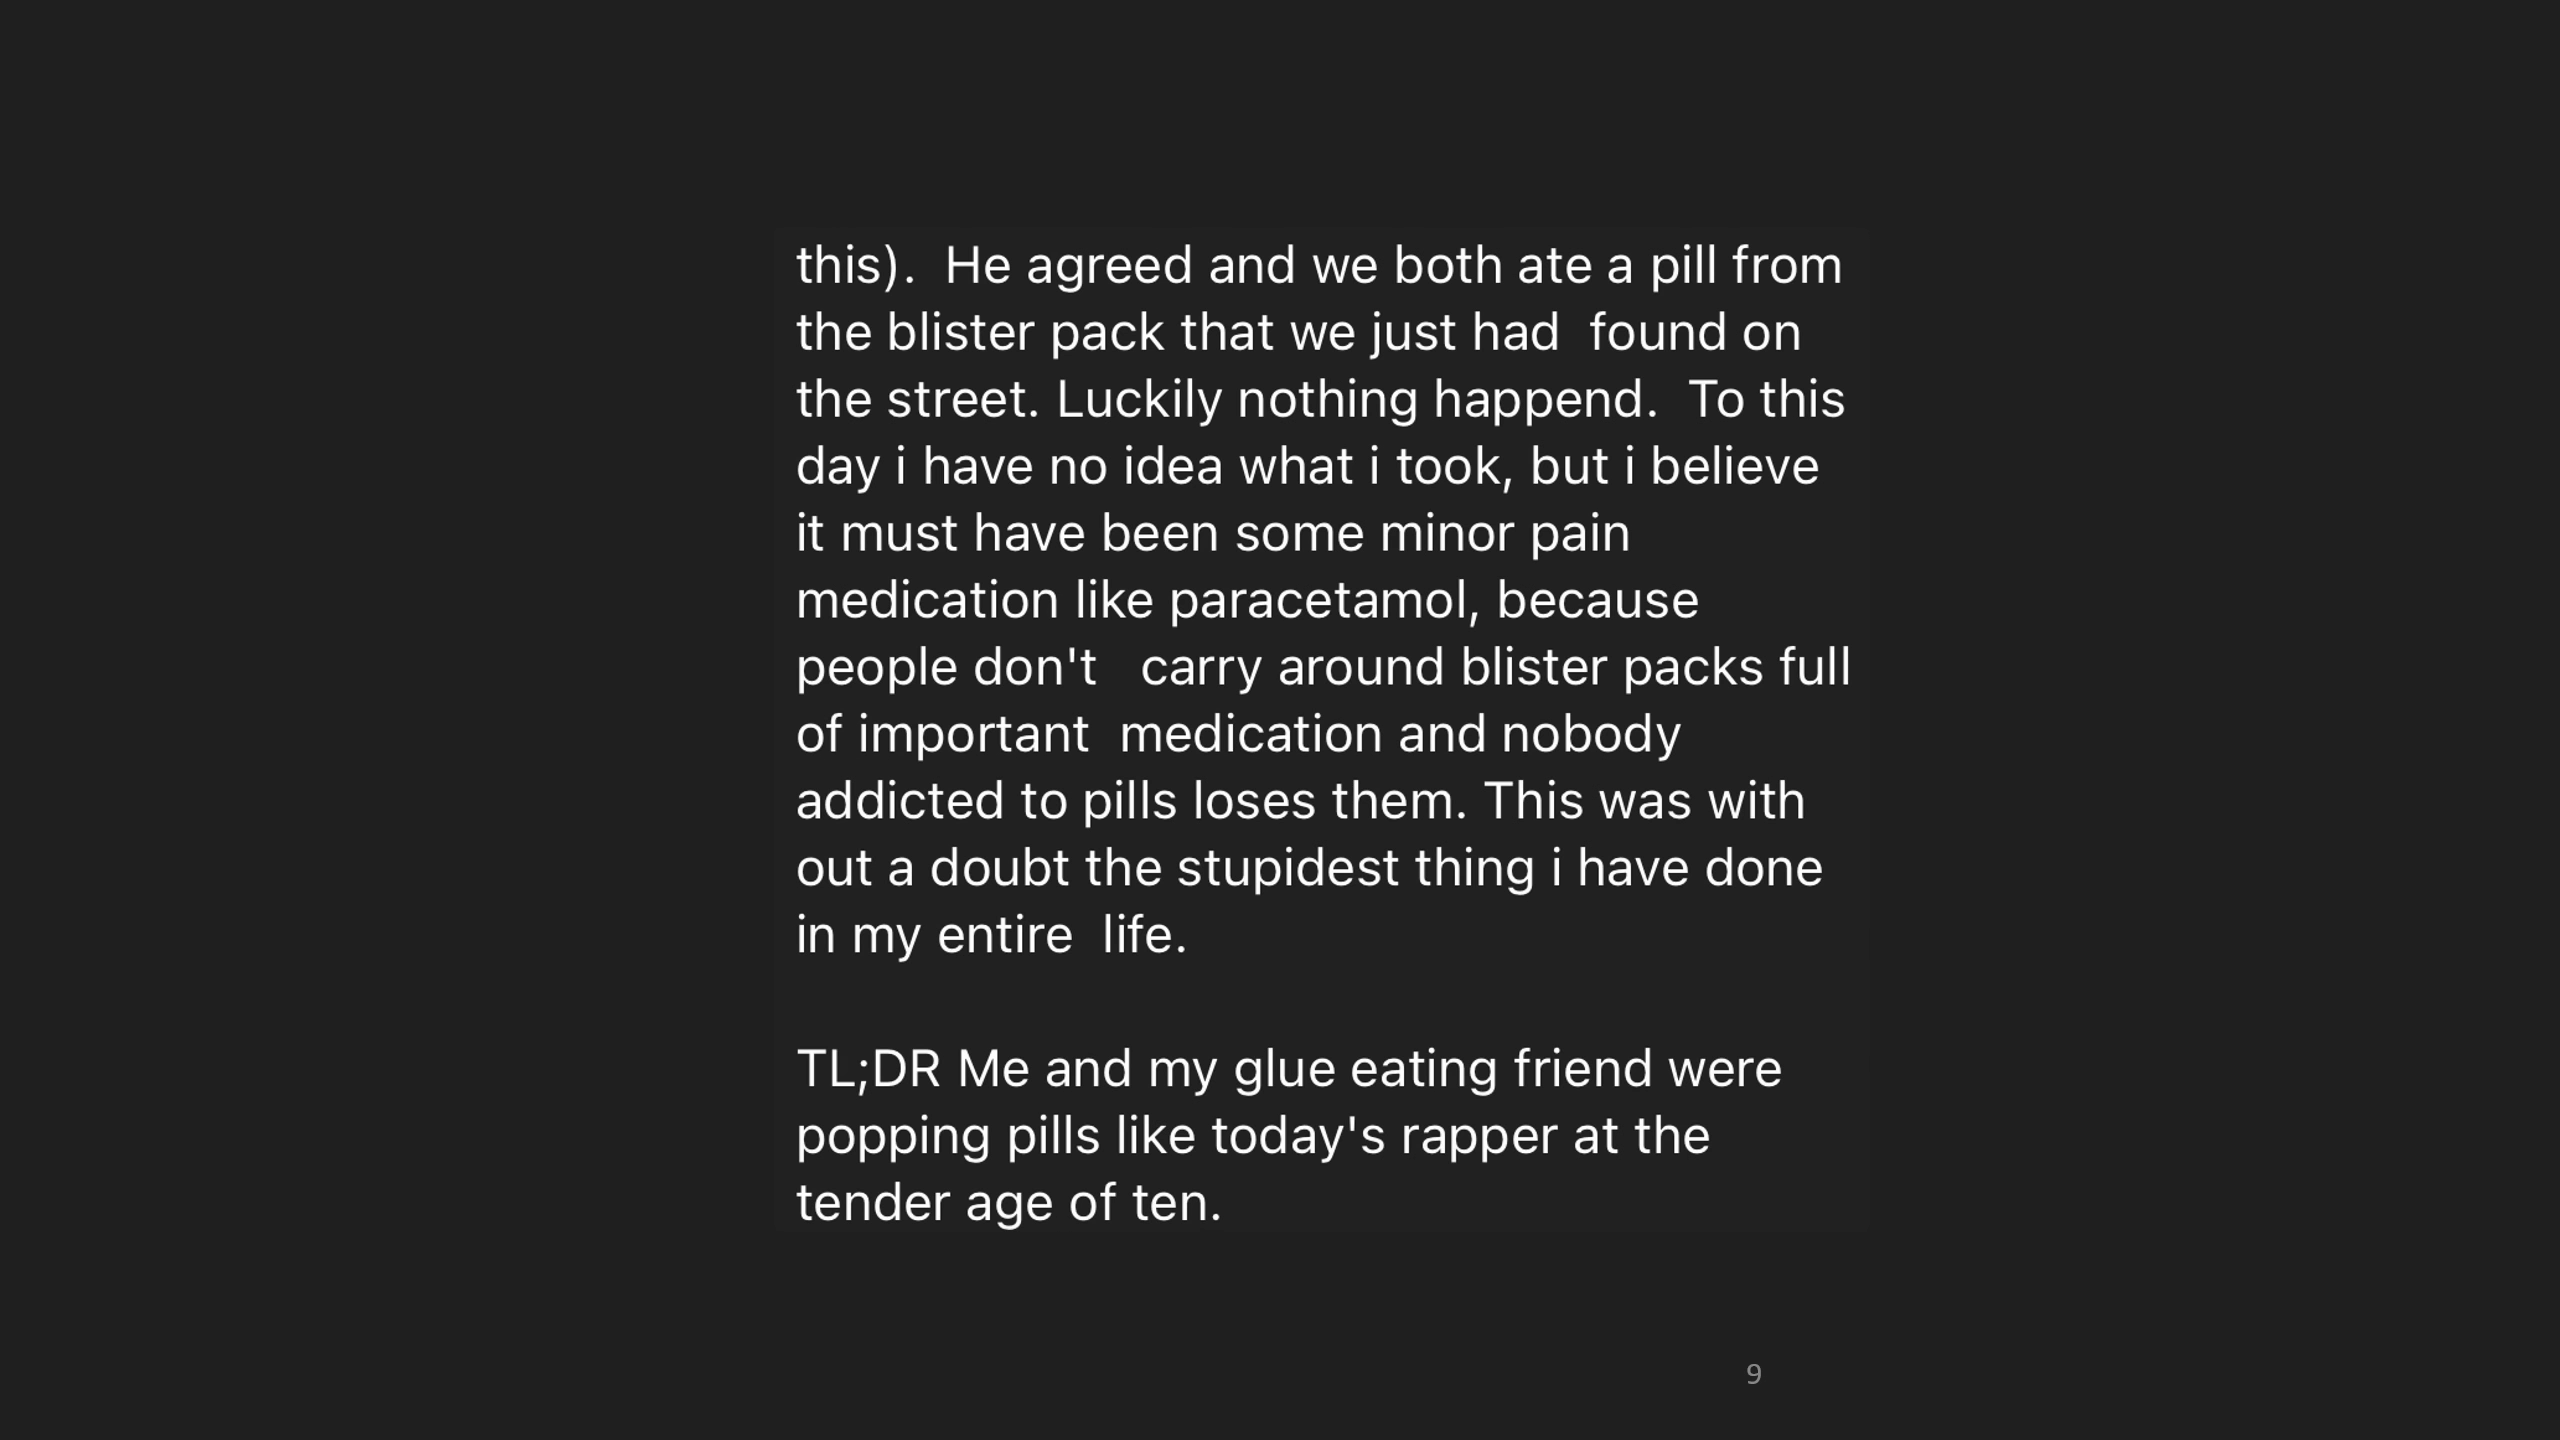 this).  He agreed and we both ate a pill from
the blister pack that we just had  found on
the street. Luckily nothing happend.  To this
day i have no idea what i took, but i believe
it must have been some minor pain
medication like paracetamol, because
people don't   carry around blister packs full
of important  medication and nobody
addicted to pills loses them. This was with
out a doubt the stupidest thing i have done
in my entire  life.

TL;DR Me and my glue eating friend were
popping pills like today's rapper at the
tender age of ten.
9